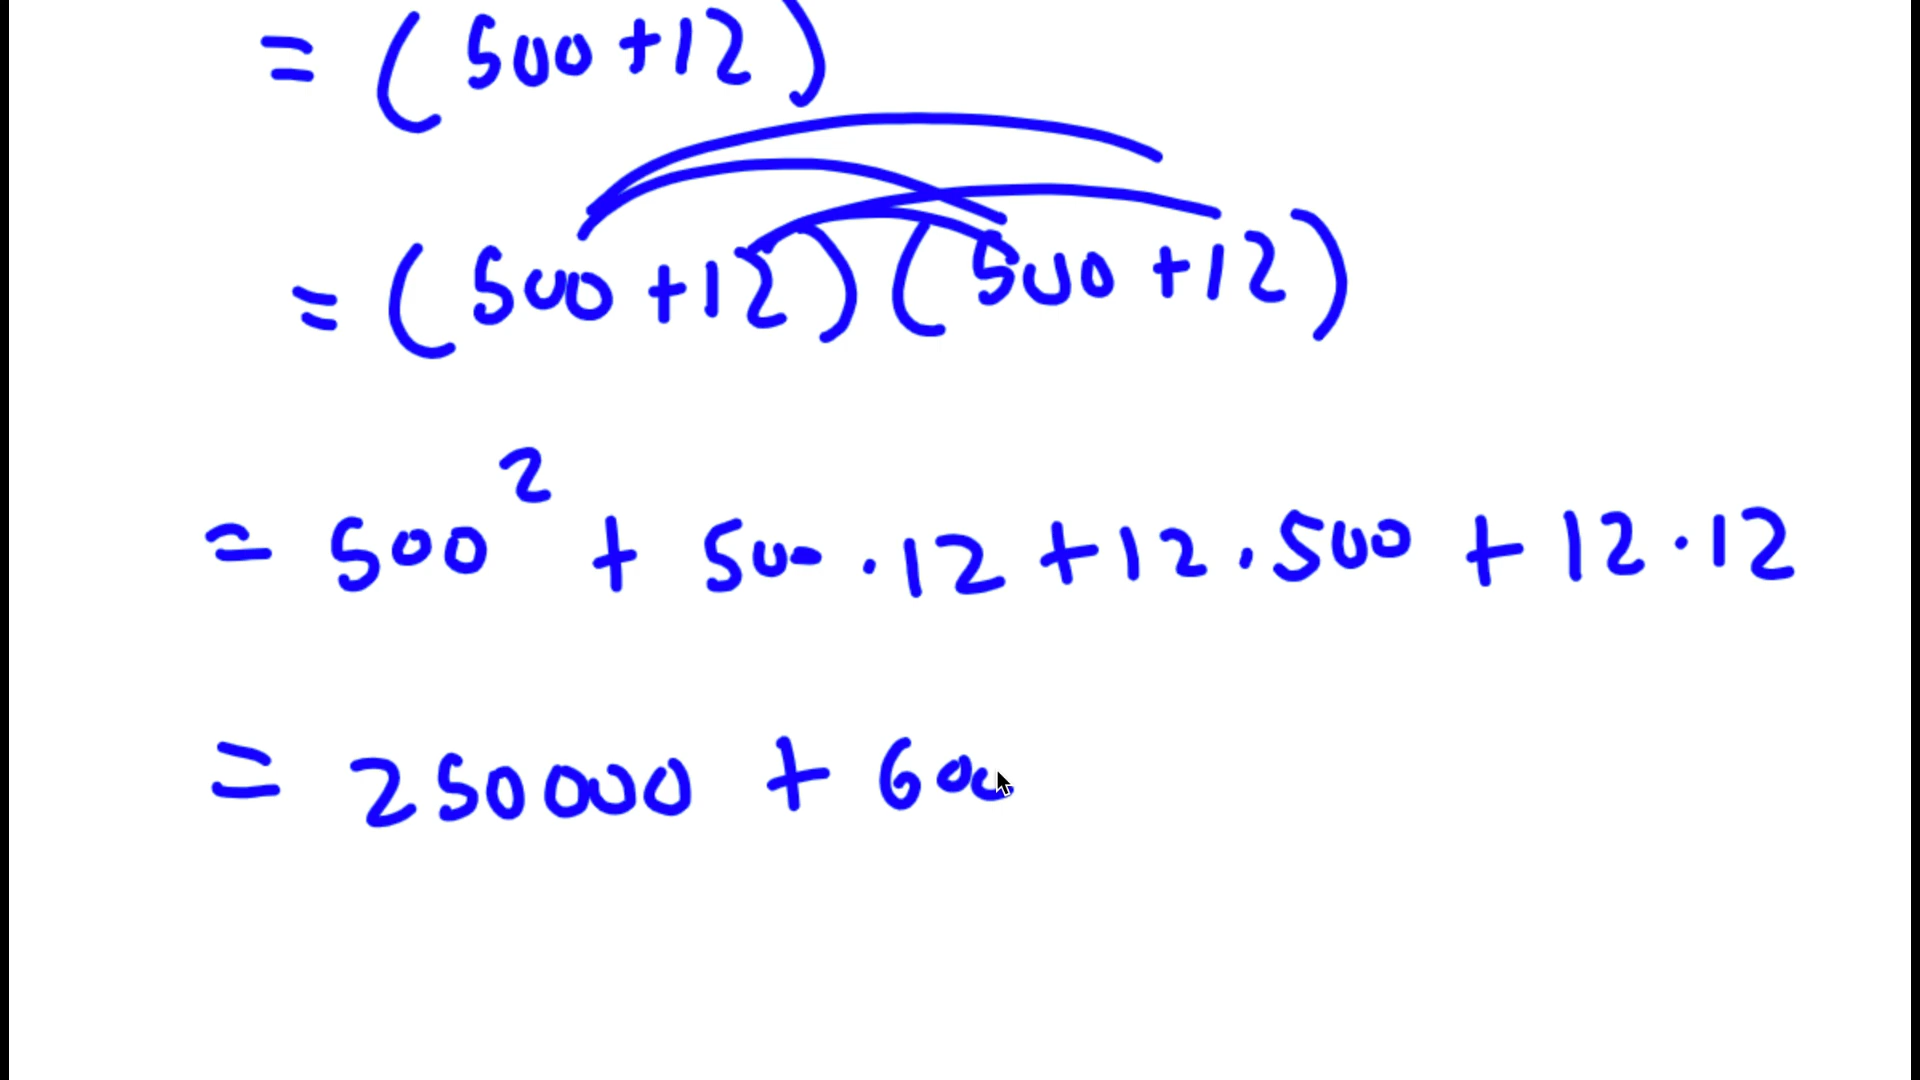 = (500 + 12)
= (500 + 12) (500 + 12)
= 500² + 500 · 12 + 12 · 500 + 12 · 12
= 250000 + 600